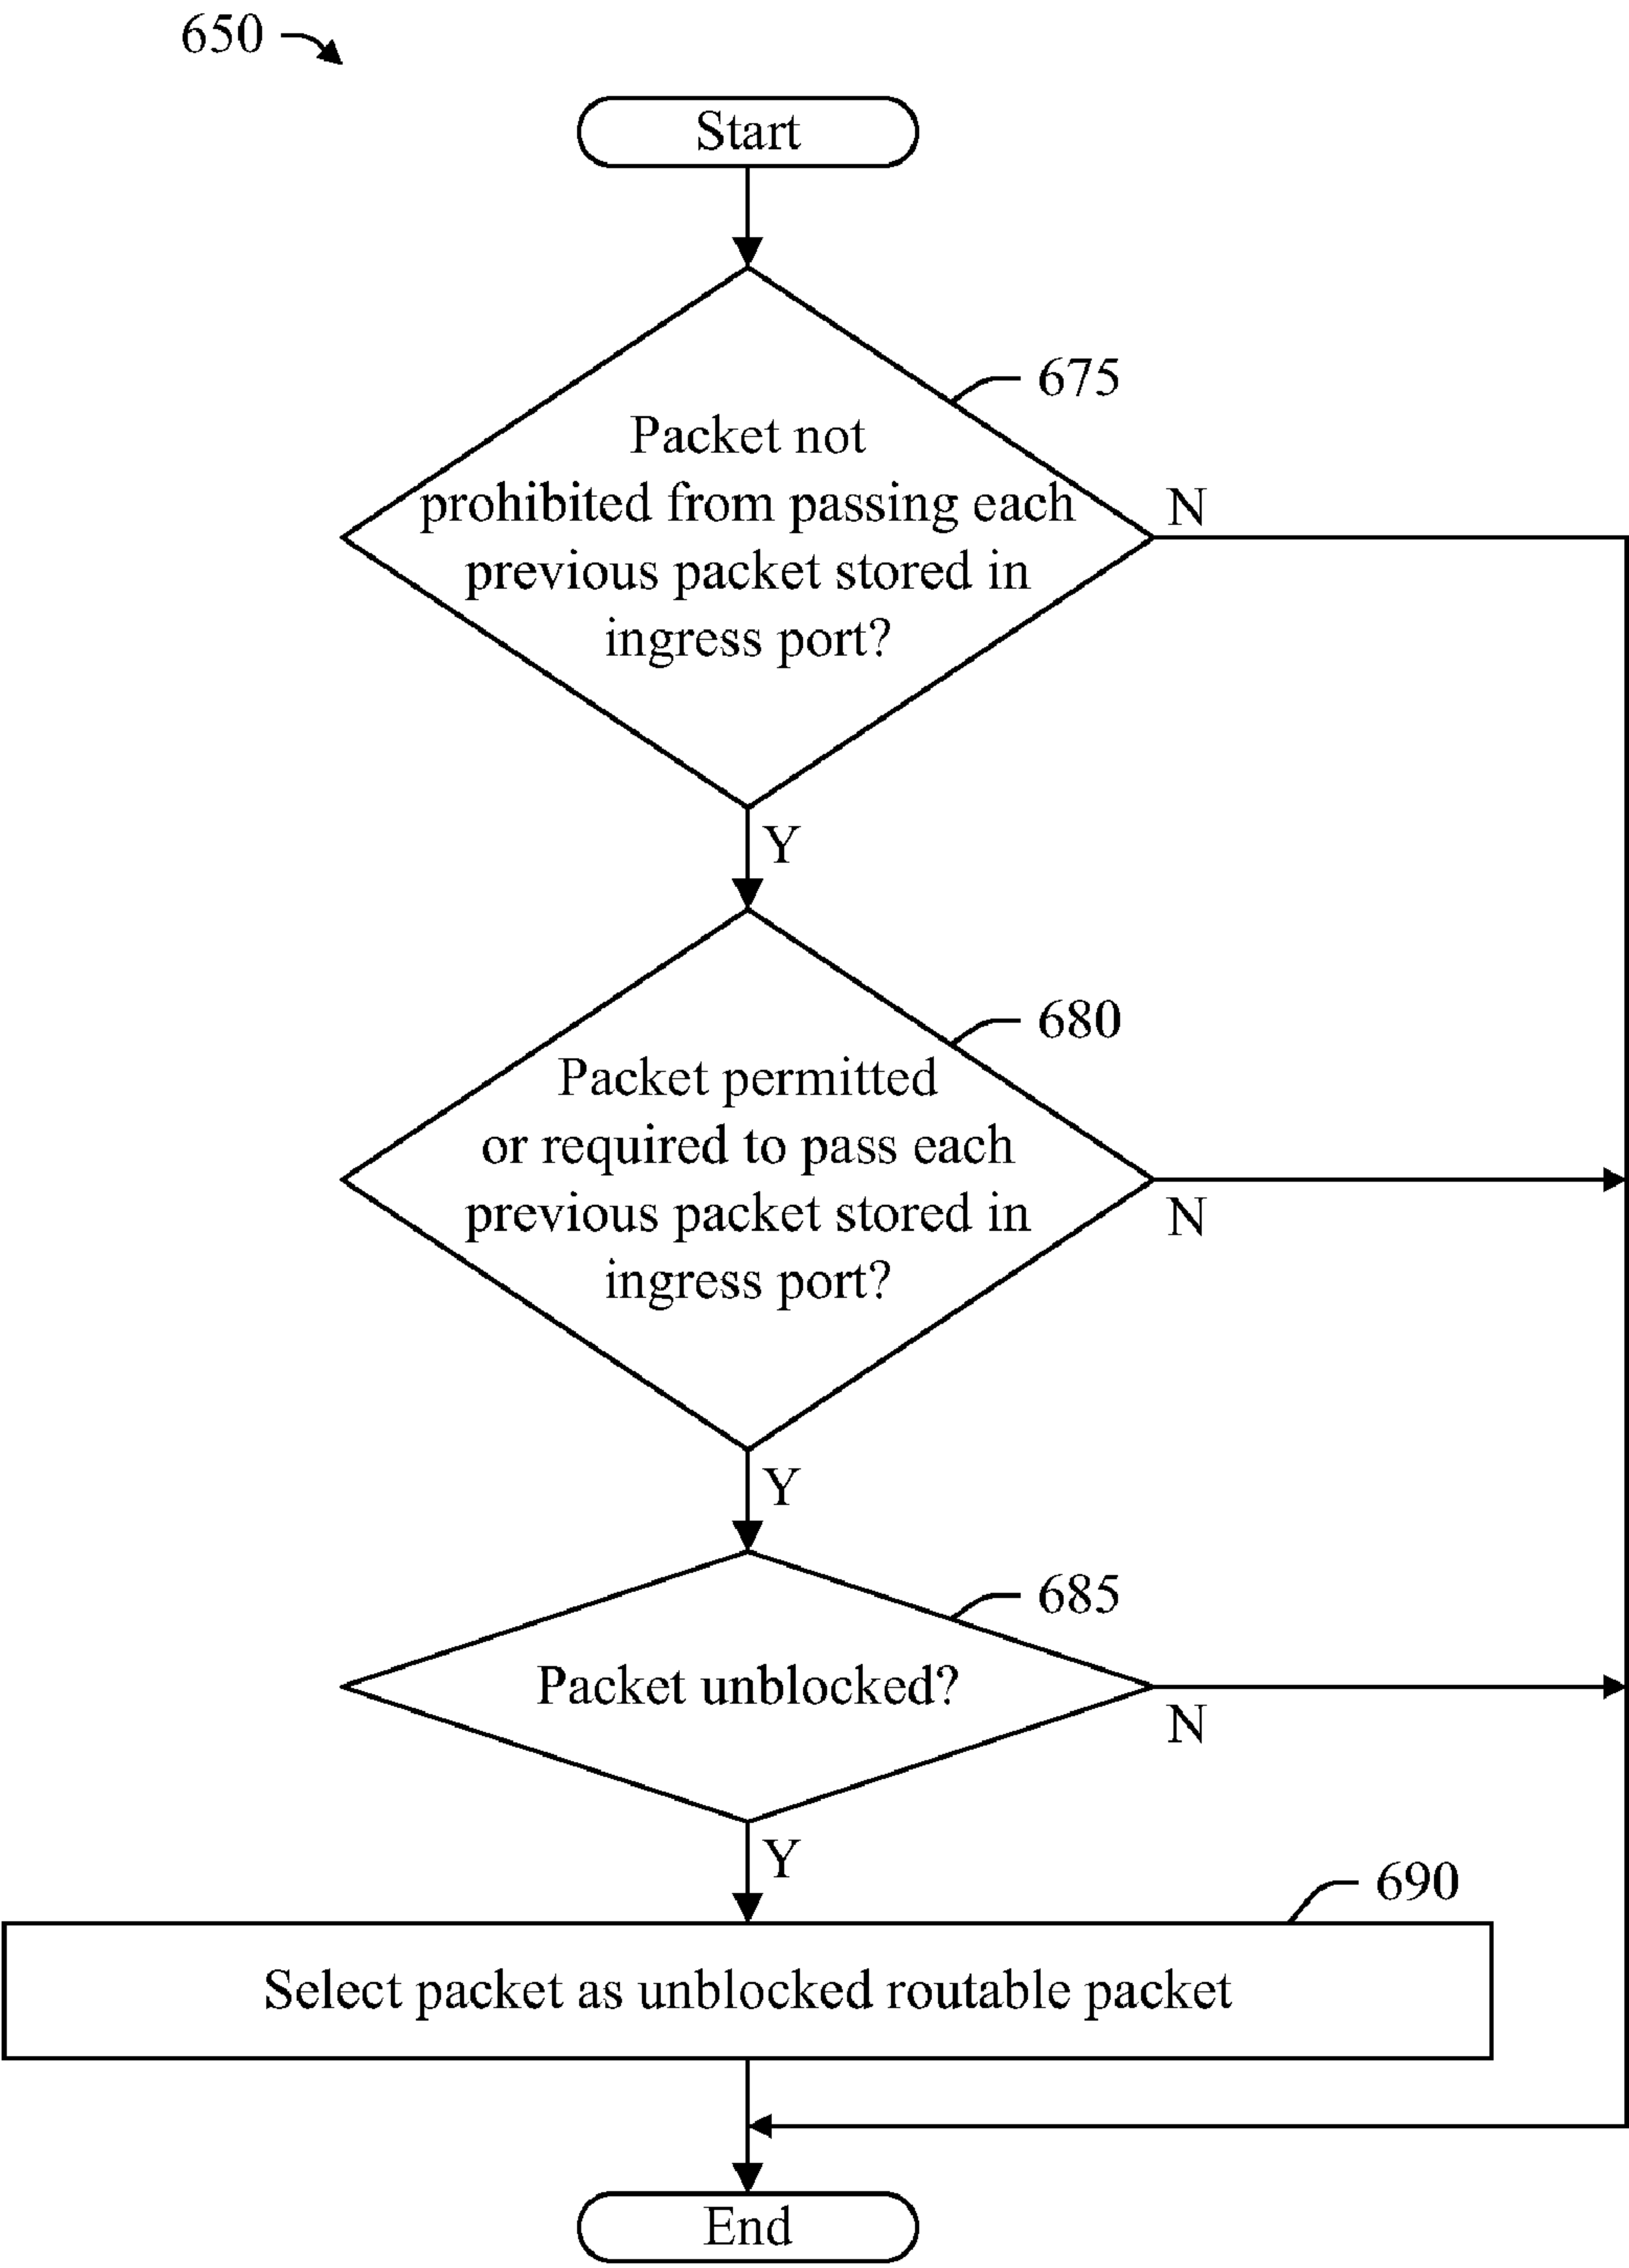 650
Start
675
Packet not
prohibited from passing each
previous packet stored in
ingress port?
N
Y
680
Packet permitted
or required to pass each
previous packet stored in
ingress port?
N
Y
685
Packet unblocked?
N
Y
690
Select packet as unblocked routable packet
End